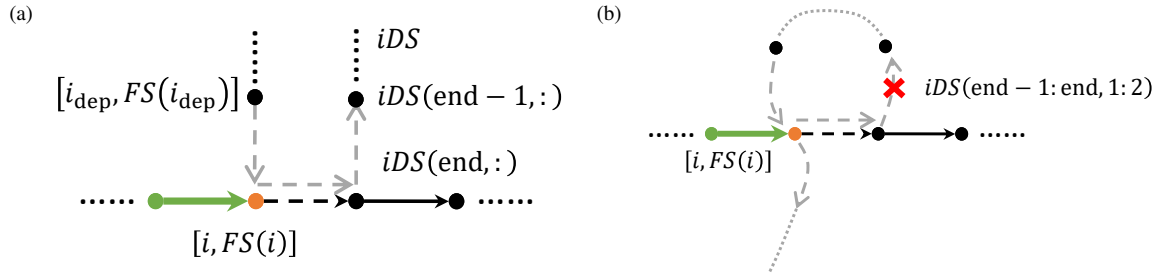 (a)
iDS
[i_dep, FS(i_dep)]
iDS(end − 1, :)
iDS(end, : )
......
......
[i, FS(i)]
(b)
iDS(end − 1: end, 1: 2)
......
......
[i, FS(i)]